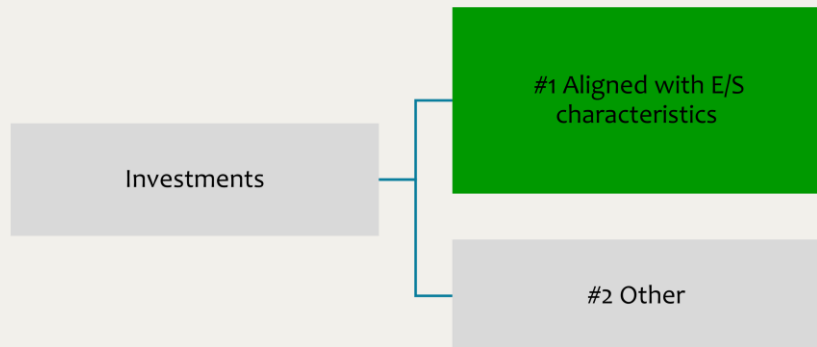 #1 Aligned with E/S
characteristics
Investments
#2 Other